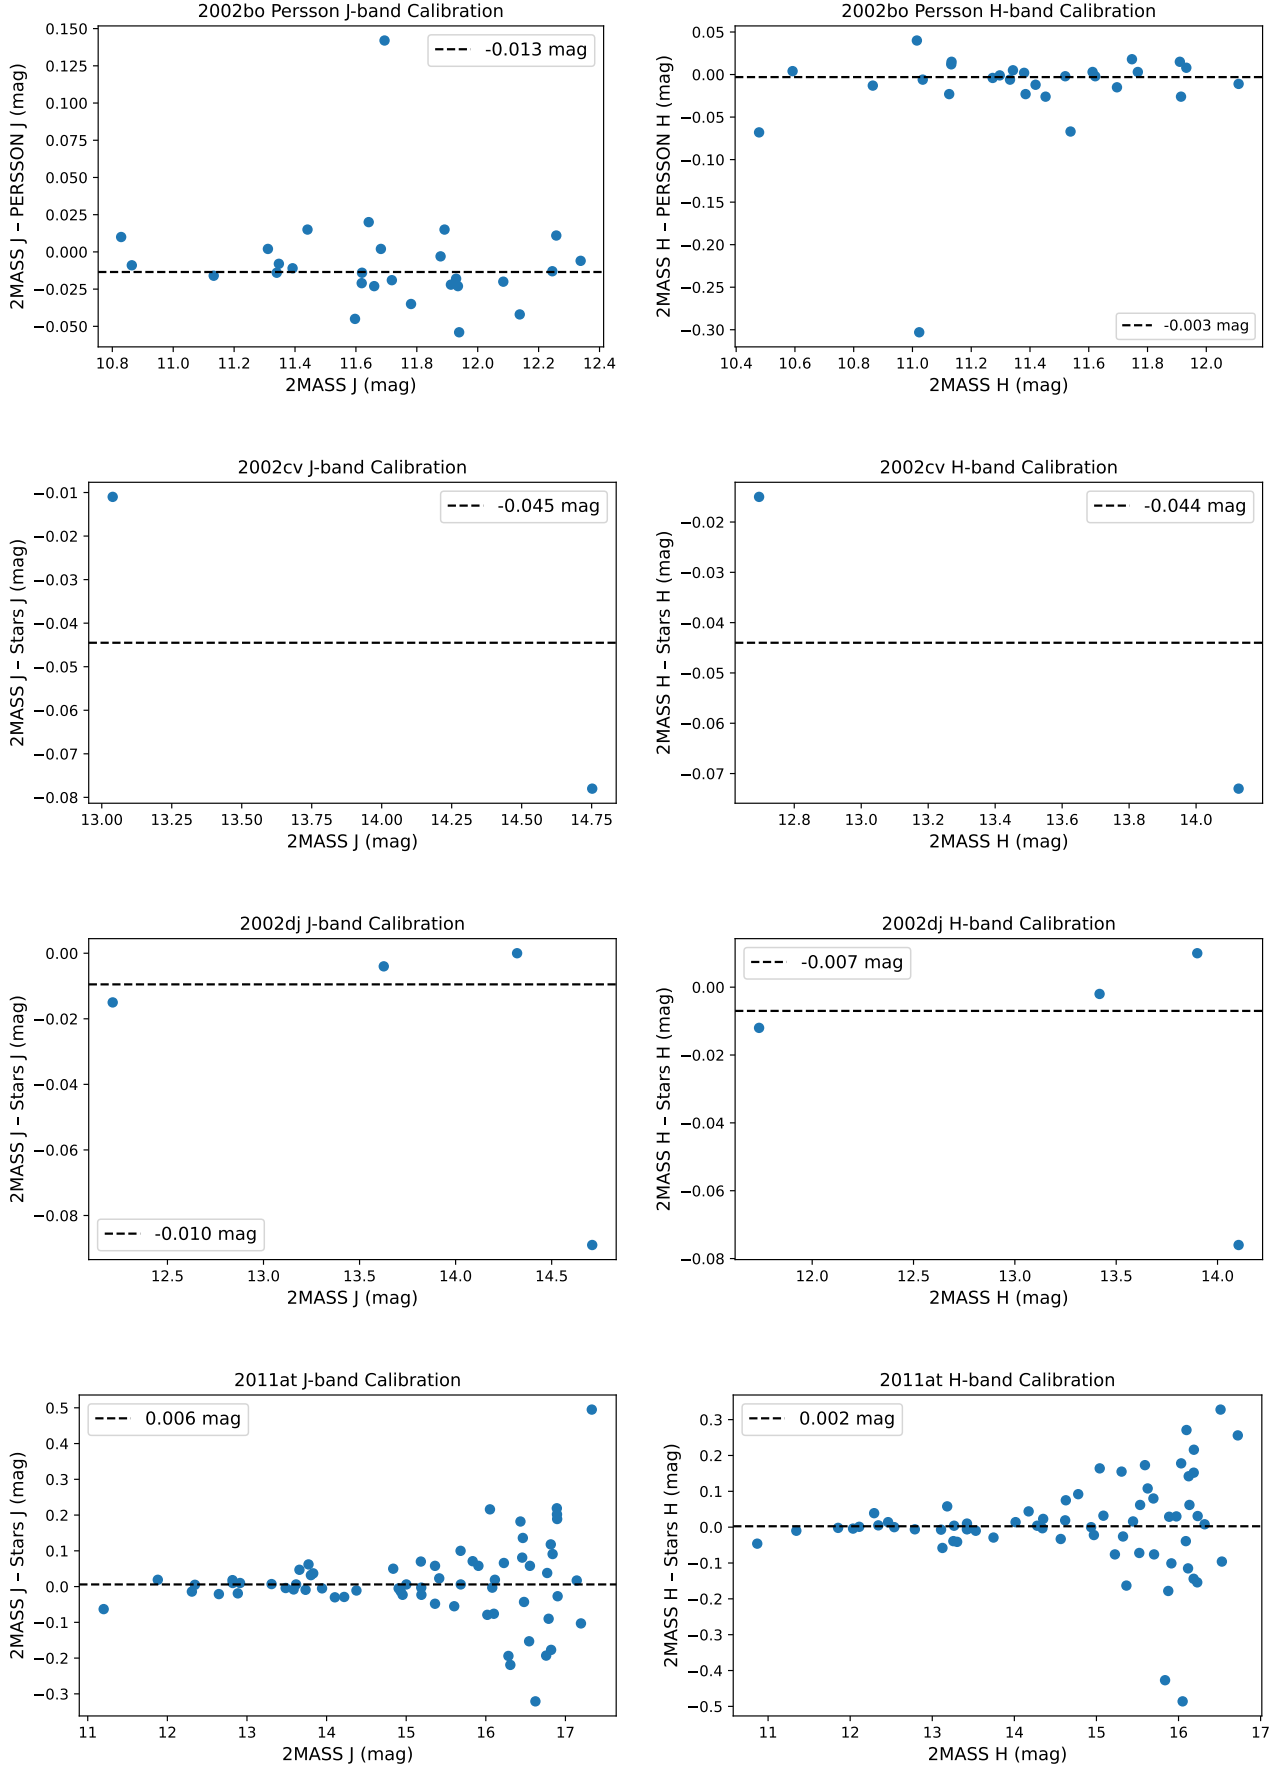 2002bo Persson J-band Calibration
2MASS J − PERSSON J (mag)
0.150
0.125
0.100
0.075
0.050
0.025
0.000
−0.025
−0.050
-0.013 mag
10.8 11.0 11.2 11.4 11.6 11.8 12.0 12.2 12.4
2MASS J (mag)
2002bo Persson H-band Calibration
2MASS H − PERSSON H (mag)
0.05
0.00
−0.05
−0.10
−0.15
−0.20
−0.25
−0.30
-0.003 mag
10.4 10.6 10.8 11.0 11.2 11.4 11.6 11.8 12.0
2MASS H (mag)
2002cv J-band Calibration
2MASS J − Stars J (mag)
−0.01
−0.02
−0.03
−0.04
−0.05
−0.06
−0.07
−0.08
-0.045 mag
13.00 13.25 13.50 13.75 14.00 14.25 14.50 14.75
2MASS J (mag)
2002cv H-band Calibration
2MASS H − Stars H (mag)
−0.02
−0.03
−0.04
−0.05
−0.06
−0.07
-0.044 mag
12.8 13.0 13.2 13.4 13.6 13.8 14.0
2MASS H (mag)
2002dj J-band Calibration
2MASS J − Stars J (mag)
0.00
−0.02
−0.04
−0.06
−0.08
-0.010 mag
12.5 13.0 13.5 14.0 14.5
2MASS J (mag)
2002dj H-band Calibration
2MASS H − Stars H (mag)
0.00
−0.02
−0.04
−0.06
−0.08
-0.007 mag
12.0 12.5 13.0 13.5 14.0
2MASS H (mag)
2011at J-band Calibration
2MASS J − Stars J (mag)
0.5
0.4
0.3
0.2
0.1
0.0
−0.1
−0.2
−0.3
0.006 mag
11 12 13 14 15 16 17
2MASS J (mag)
2011at H-band Calibration
2MASS H − Stars H (mag)
0.3
0.2
0.1
0.0
−0.1
−0.2
−0.3
−0.4
−0.5
0.002 mag
11 12 13 14 15 16 17
2MASS H (mag)